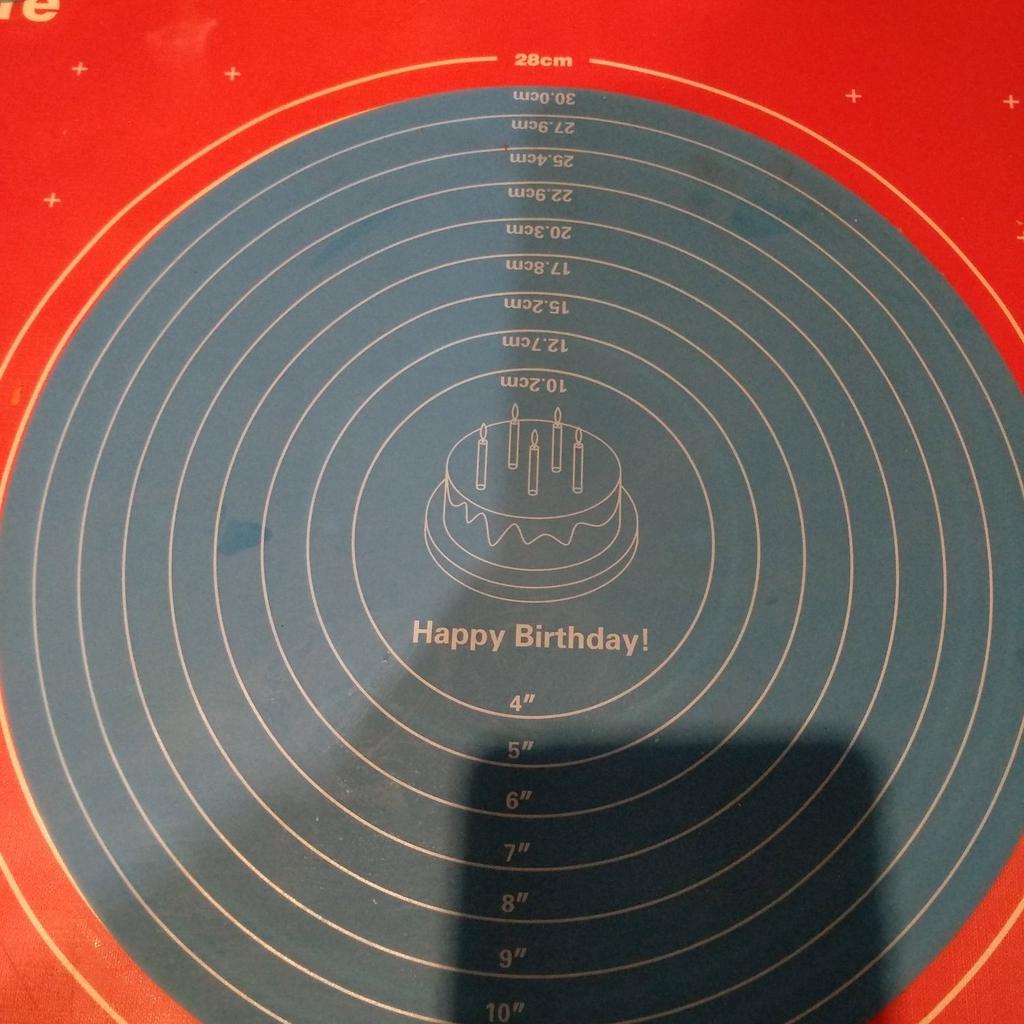 28cm
30.0cm
27.9cm
25.4cm
22.9cm
20.3cm
17.8cm
15.2cm
12.7cm
10.2cm
Happy Birthday!
4"
5"
6"
7"
8"
9"
10"